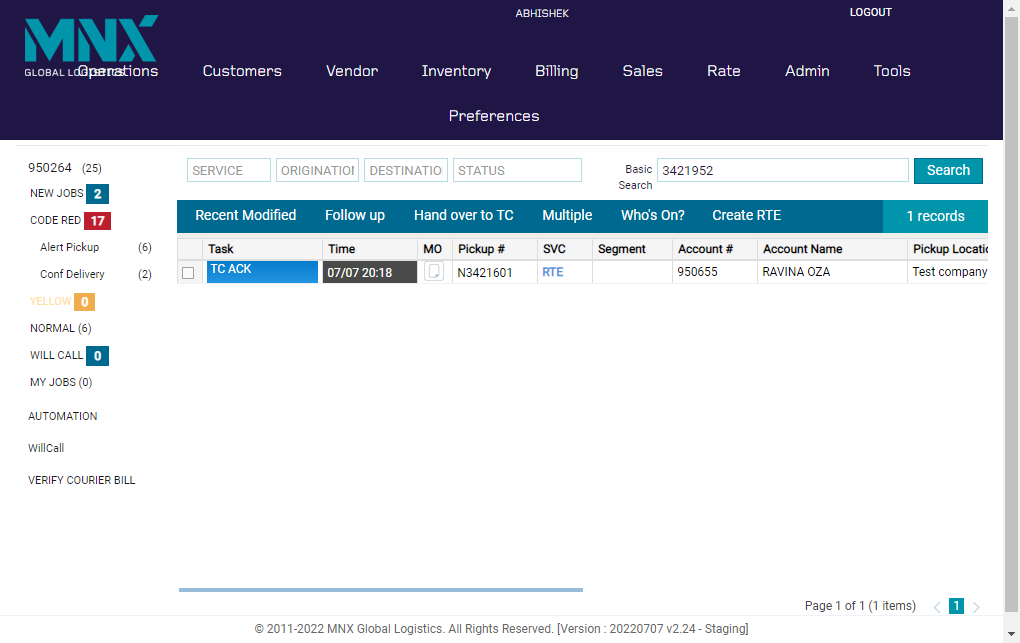 ABHISHEK
LOGOUT
MNX
GLOBAL LOGISTICS
Operations Customers Vendor Inventory Billing Sales Rate Admin Tools
Preferences
950264 (25)
NEW JOBS 2
CODE RED 17
Alert Pickup (6)
Conf Delivery (2)
YELLOW 0
NORMAL (6)
WILL CALL 0
MY JOBS (0)
AUTOMATION
WillCall
VERIFY COURIER BILL
SERVICE ORIGINATION DESTINATIO STATUS
Basic Search 3421952 Search
Recent Modified Follow up Hand over to TC Multiple Who's On? Create RTE 1 records
Task Time MO Pickup # SVC Segment Account # Account Name Pickup Locatio
TC ACK 07/07 20:18 N3421601 RTE 950655 RAVINA OZA Test company
Page 1 of 1 (1 items) 1
© 2011-2022 MNX Global Logistics. All Rights Reserved. [Version : 20220707 v2.24 - Staging]